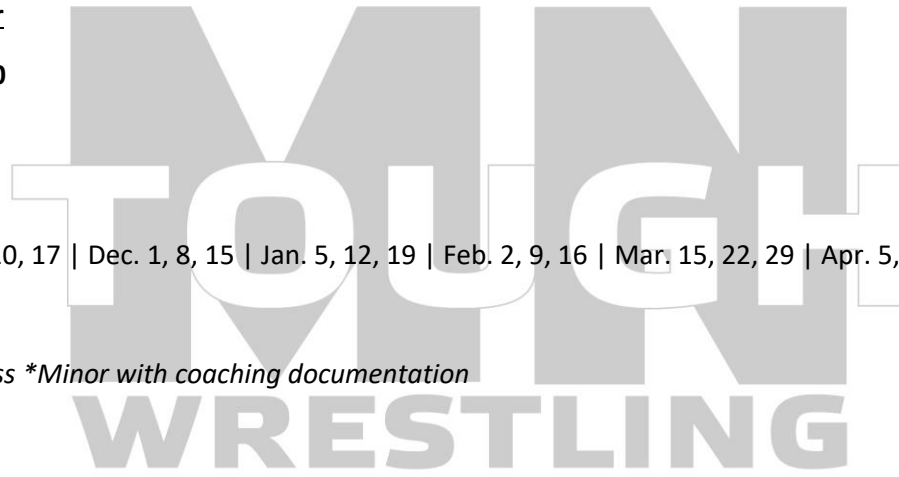 MN
TOUGH
10, 17 | Dec. 1, 8, 15 | Jan. 5, 12, 19 | Feb. 2, 9, 16 | Mar. 15, 22, 29 | Apr. 5,
*Minor with coaching documentation
WRESTLING